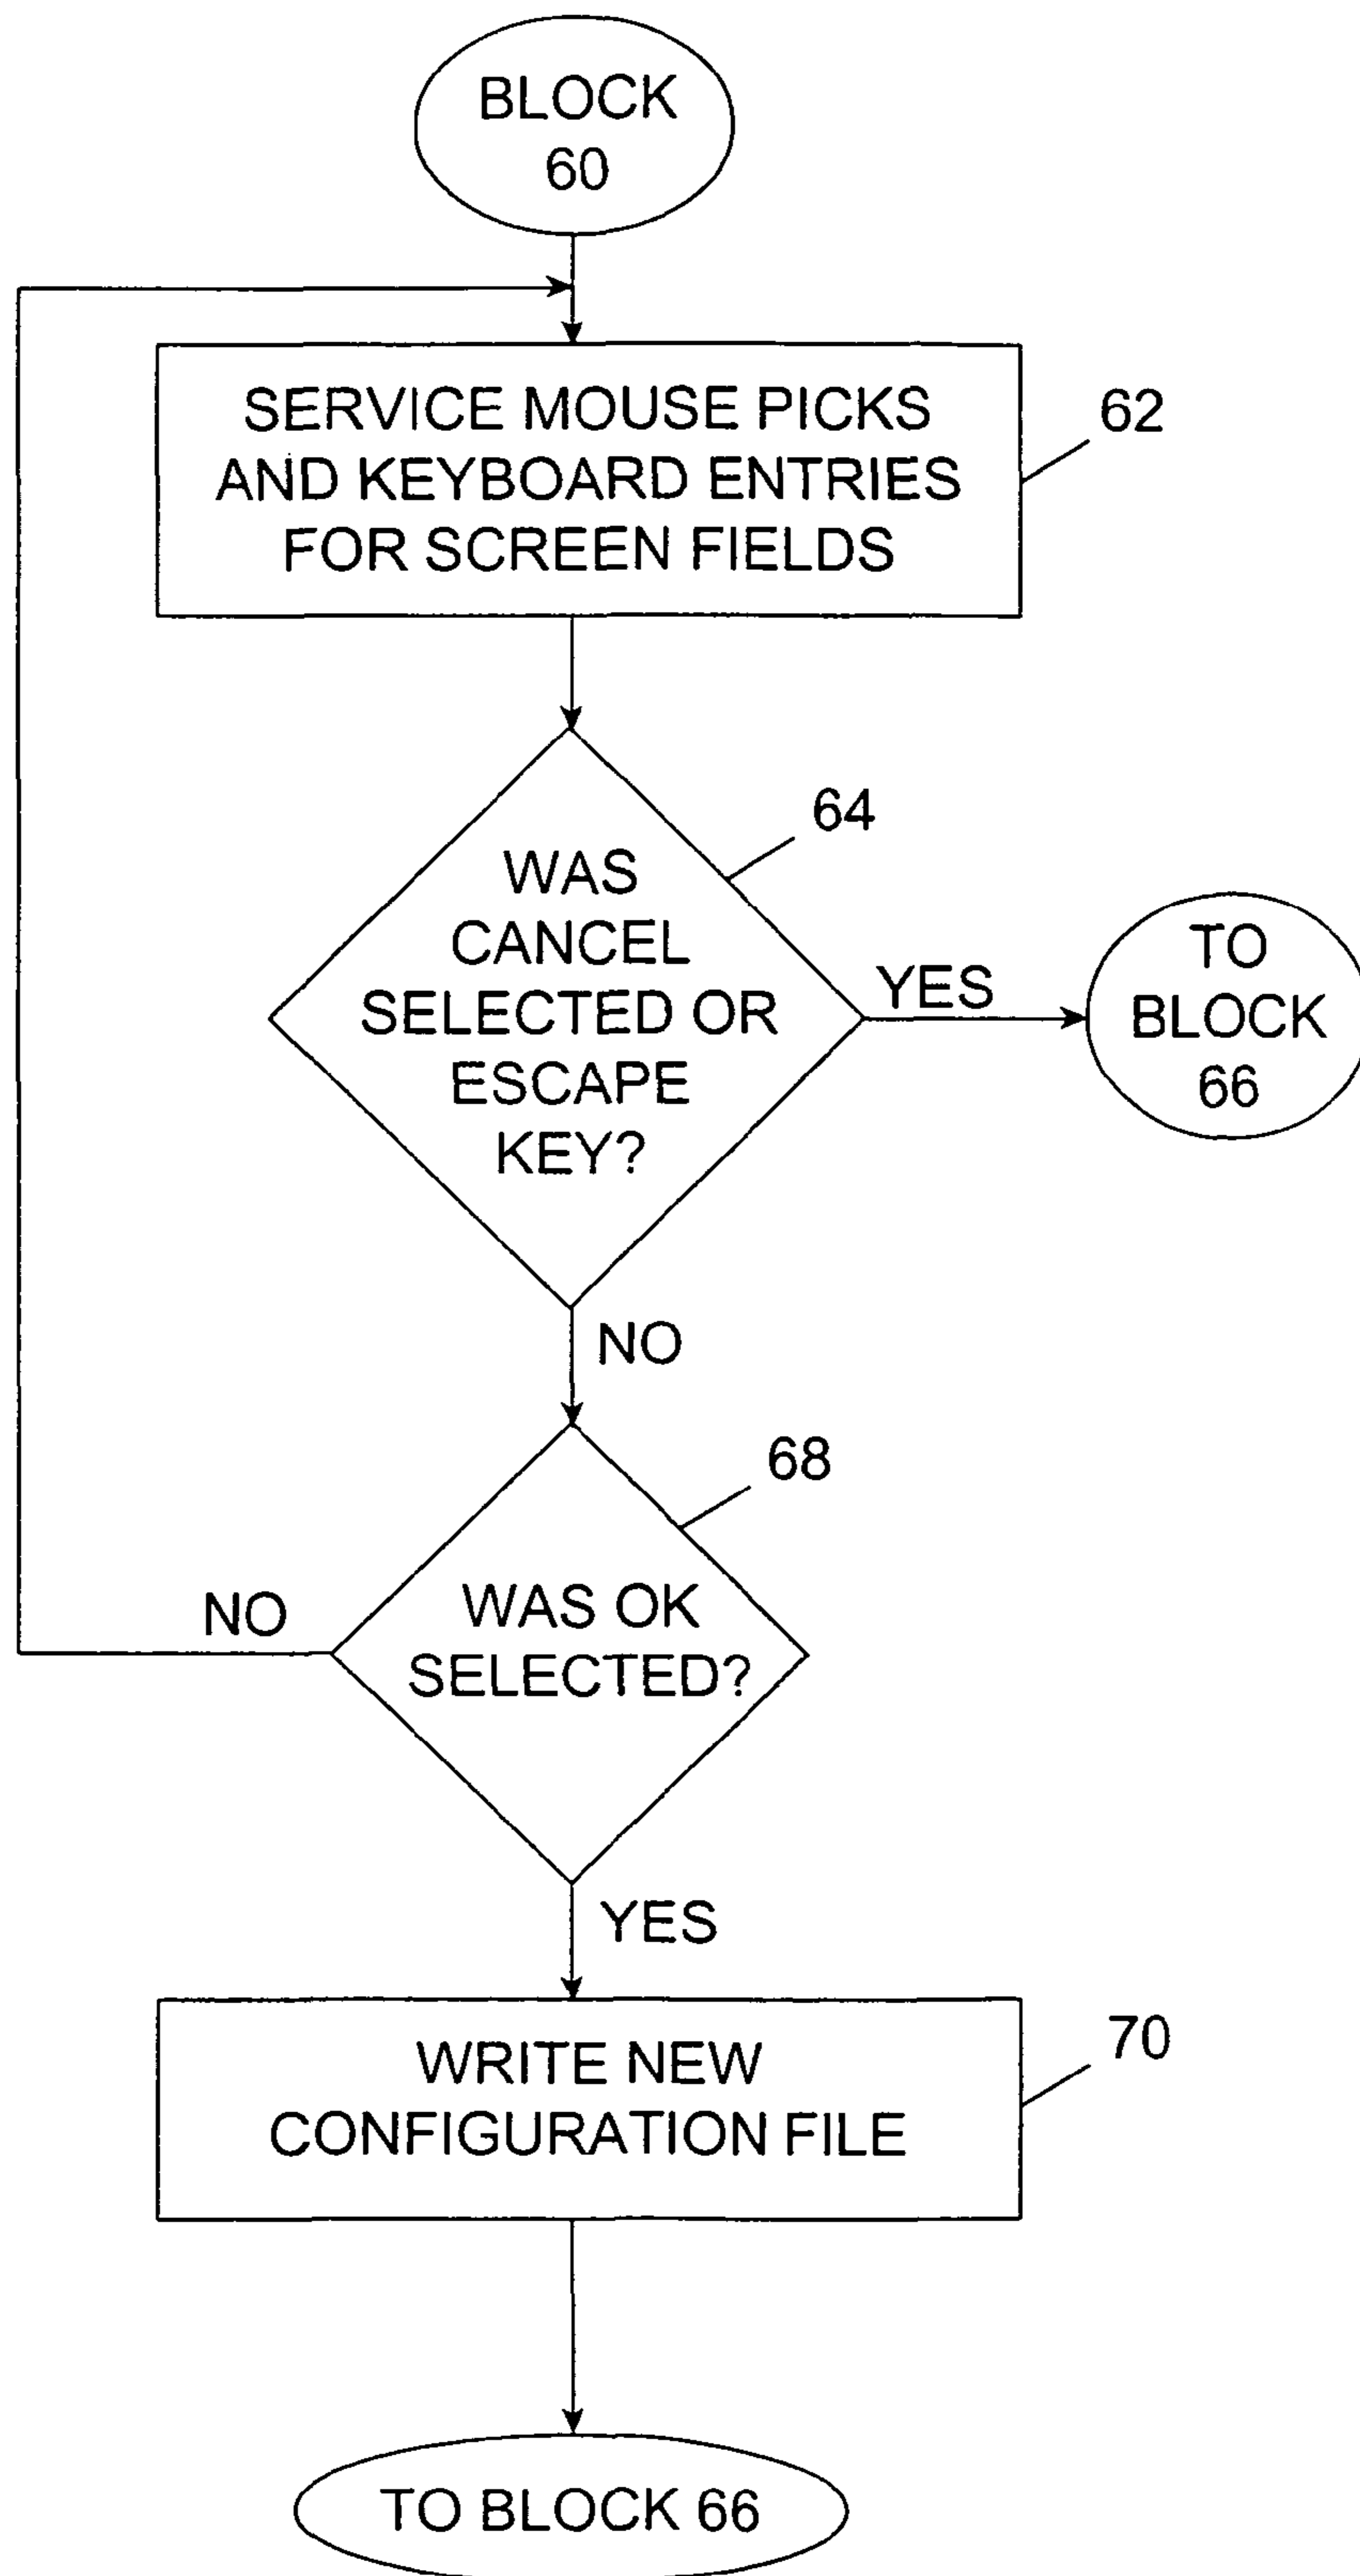 BLOCK
60
SERVICE MOUSE PICKS
AND KEYBOARD ENTRIES
FOR SCREEN FIELDS
62
WAS
CANCEL
SELECTED OR
ESCAPE
KEY?
64
YES
TO
BLOCK
66
NO
68
WAS OK
SELECTED?
NO
YES
WRITE NEW
CONFIGURATION FILE
70
TO BLOCK 66